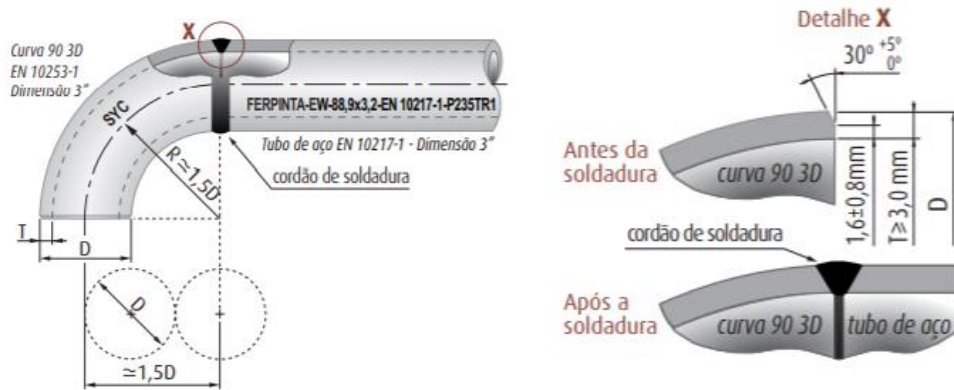 X
Curva 90 3D
EN 10253-1
Dimensão 3"
SYC
FERPINTA-EW-88,9x3,2-EN 10217-1-P235TR1
Tubo de aço EN 10217-1 - Dimensão 3"
cordão de soldadura
R≃1,5D
T
D
D
≃1,5D
Detalhe X
30º +5º
0º
Antes da
soldadura
curva 90 3D
1,6±0,8mm
T≥3,0 mm
D
cordão de soldadura
Após a
soldadura
curva 90 3D
tubo de aço